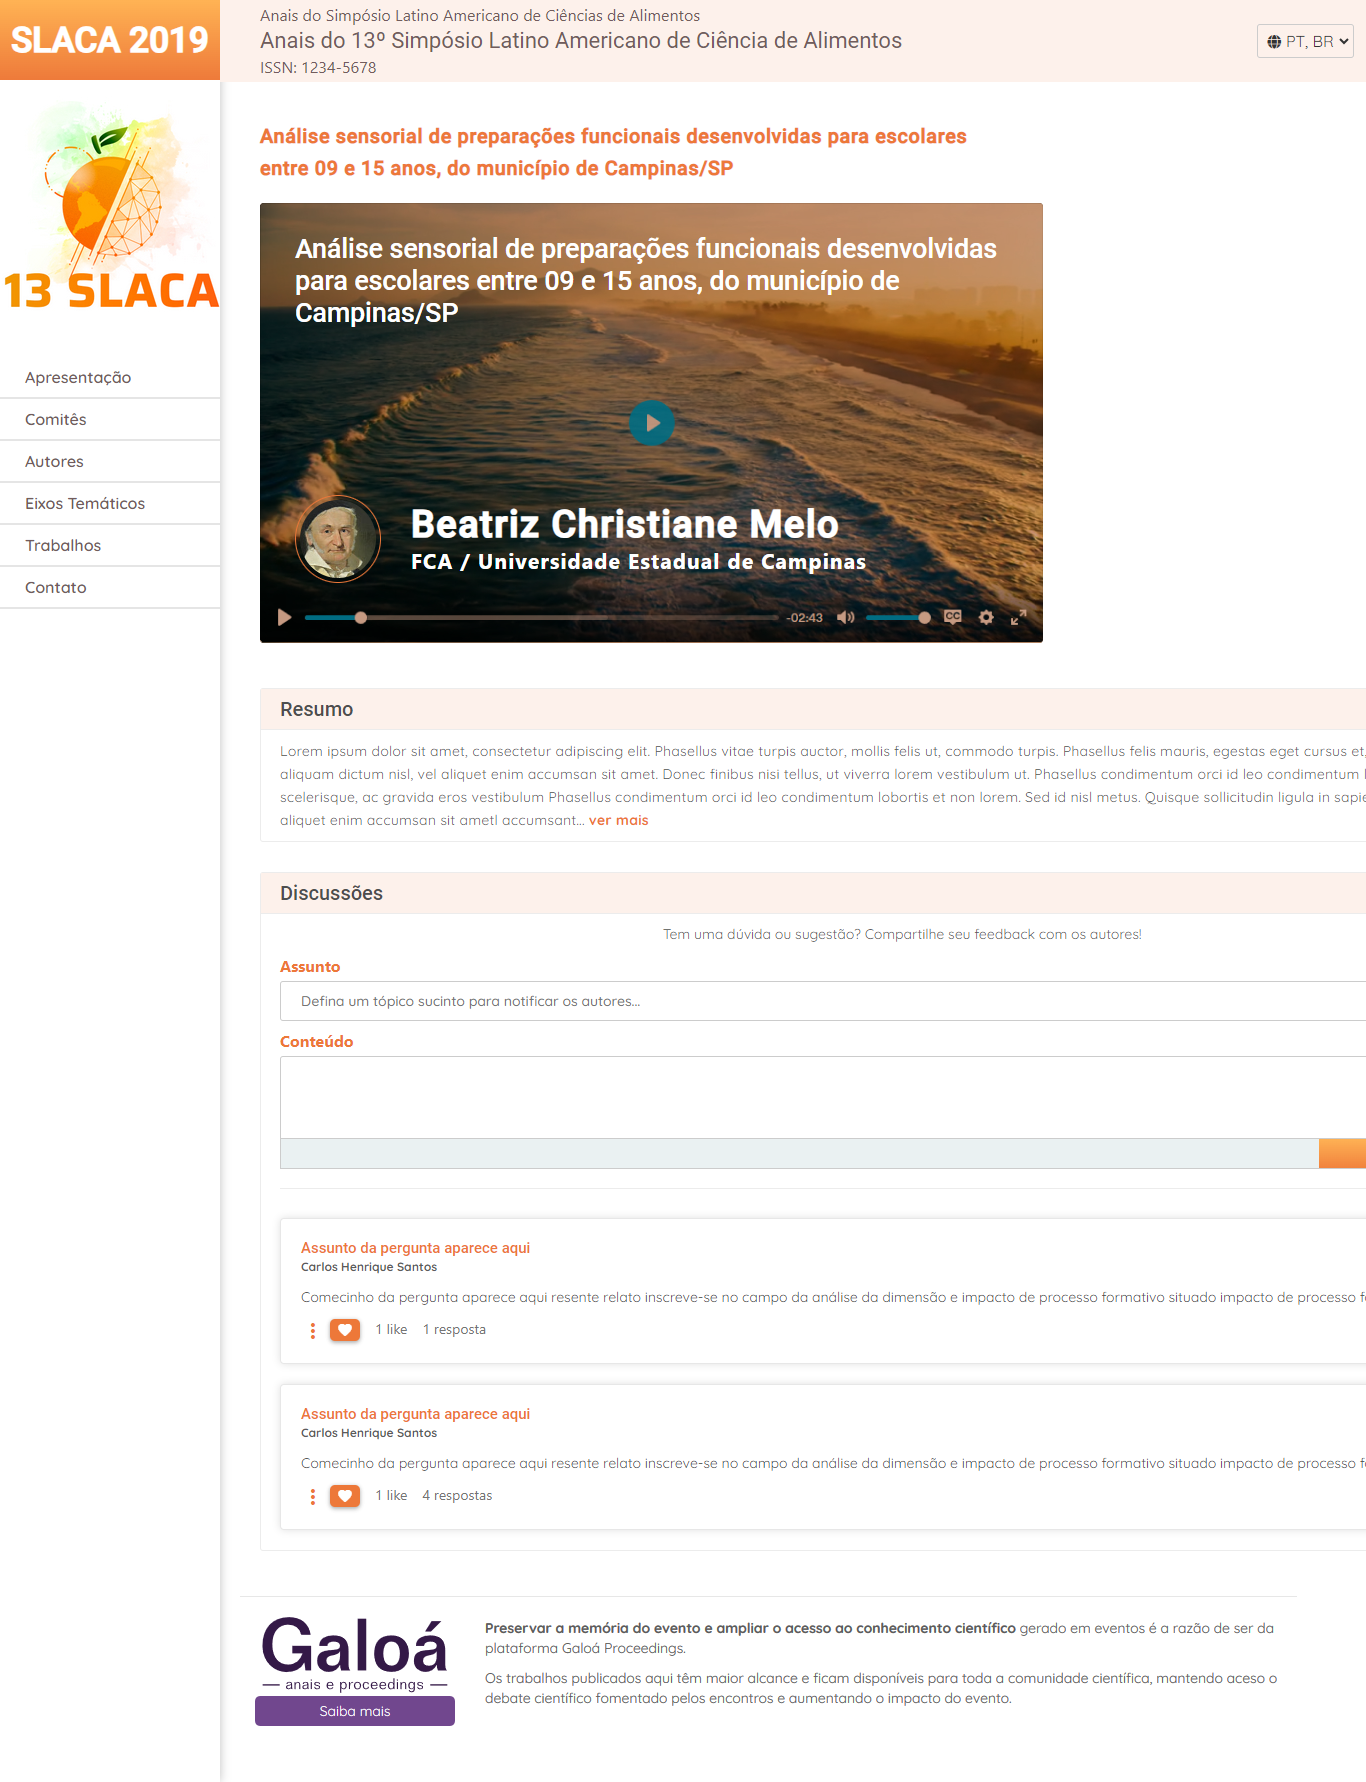 SLACA 2019
Anais do Simpósio Latino Americano de Ciências de Alimentos
Anais do 13º Simpósio Latino Americano de Ciência de Alimentos
ISSN: 1234-5678
PT, BR
13 SLACA
Apresentação
Comitês
Autores
Eixos Temáticos
Trabalhos
Contato
Análise sensorial de preparações funcionais desenvolvidas para escolares
entre 09 e 15 anos, do município de Campinas/SP
Análise sensorial de preparações funcionais desenvolvidas
para escolares entre 09 e 15 anos, do município de
Campinas/SP
Beatriz Christiane Melo
FCA / Universidade Estadual de Campinas
-02:43
CC
Resumo
Lorem ipsum dolor sit amet, consectetur adipiscing elit. Phasellus vitae turpis auctor, mollis felis ut, commodo turpis. Phasellus felis mauris, egestas eget cursus et,
aliquam dictum nisl, vel aliquet enim accumsan sit amet. Donec finibus nisi tellus, ut viverra lorem vestibulum ut. Phasellus condimentum orci id leo condimentum
scelerisque, ac gravida eros vestibulum Phasellus condimentum orci id leo condimentum lobortis et non lorem. Sed id nisl metus. Quisque sollicitudin ligula in
aliquet enim accumsan sit ametl accumsant... ver mais
Discussões
Tem uma dúvida ou sugestão? Compartilhe seu feedback com os autores!
Assunto
Defina um tópico sucinto para notificar os autores...
Conteúdo
Assunto da pergunta aparece aqui
Carlos Henrique Santos
Comecinho da pergunta aparece aqui resente relato inscreve-se no campo da análise da dimensão e impacto de processo formativo situado impacto de processo
1 like 1 resposta
Assunto da pergunta aparece aqui
Carlos Henrique Santos
Comecinho da pergunta aparece aqui resente relato inscreve-se no campo da análise da dimensão e impacto de processo formativo situado impacto de processo
1 like 4 respostas
Galoá
anais e proceedings
Saiba mais
Preservar a memória do evento e ampliar o acesso ao conhecimento científico gerado em eventos é a razão de ser da
plataforma Galoá Proceedings.
Os trabalhos publicados aqui têm maior alcance e ficam disponíveis para toda a comunidade científica, mantendo aceso o
debate científico fomentado pelos encontros e aumentando o impacto do evento.